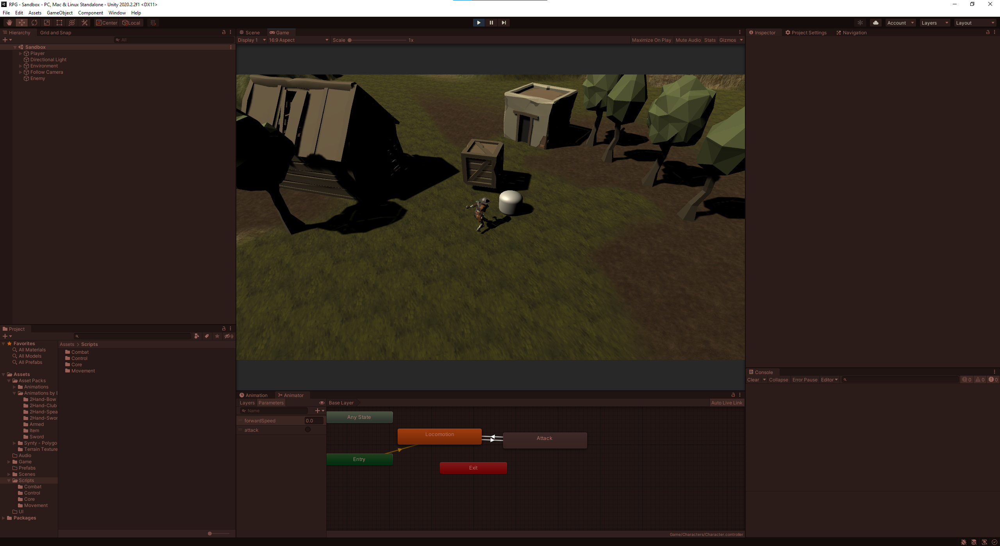 RPG - Sandbox - PC, Mac & Linux Standalone - Unity 2020.2.2f1 <DX11>
File Edit Assets GameObject Component Window Help
Center Local
Account Layers Layout
Hierarchy Grid and Snap
All
Sandbox
Player
Directional Light
Environment
Follow Camera
Enemy
Scene Game
Display 1 16:9 Aspect Scale 1x Maximize On Play Mute Audio Stats Gizmos
Inspector Project Settings Navigation
Project
9
Favorites
All Materials
All Models
All Prefabs
Assets
Asset Packs
Animations
Animations by E
2Hand-Bow
2Hand-Club
2Hand-Spea
2Hand-Swor
Armed
Item
Sword
Synty - Polygo
Terrain Texture
Audio
Game
Prefabs
Scenes
Scripts
Combat
Control
Core
Movement
UI
Packages
Assets > Scripts
Combat
Control
Core
Movement
Animation Animator
Layers Parameters Base Layer Auto Live Link
Name
forwardSpeed 0.0
attack
Any State
Locomotion
Attack
Entry
Exit
Game/Characters/Character.controller
Console
Clear Collapse Error Pause Editor 0 0 0